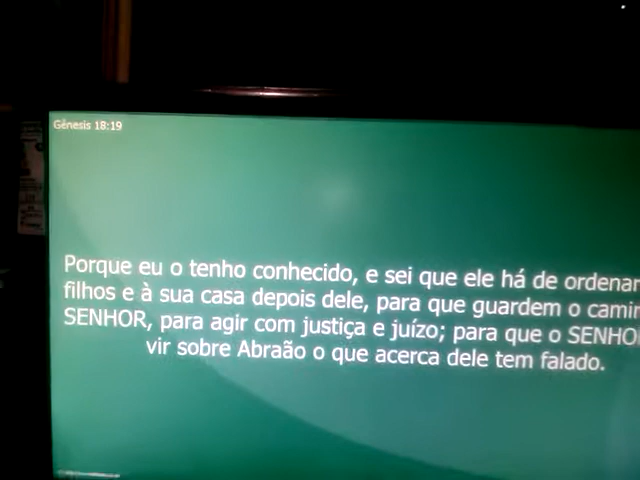 Gênesis 18:19
Porque eu o tenho conhecido, e sei que ele há de ordenar
filhos e à sua casa depois dele, para que guardem o
SENHOR, para agir com justiça e juízo; para que o
vir sobre Abraão o que acerca dele tem falado.